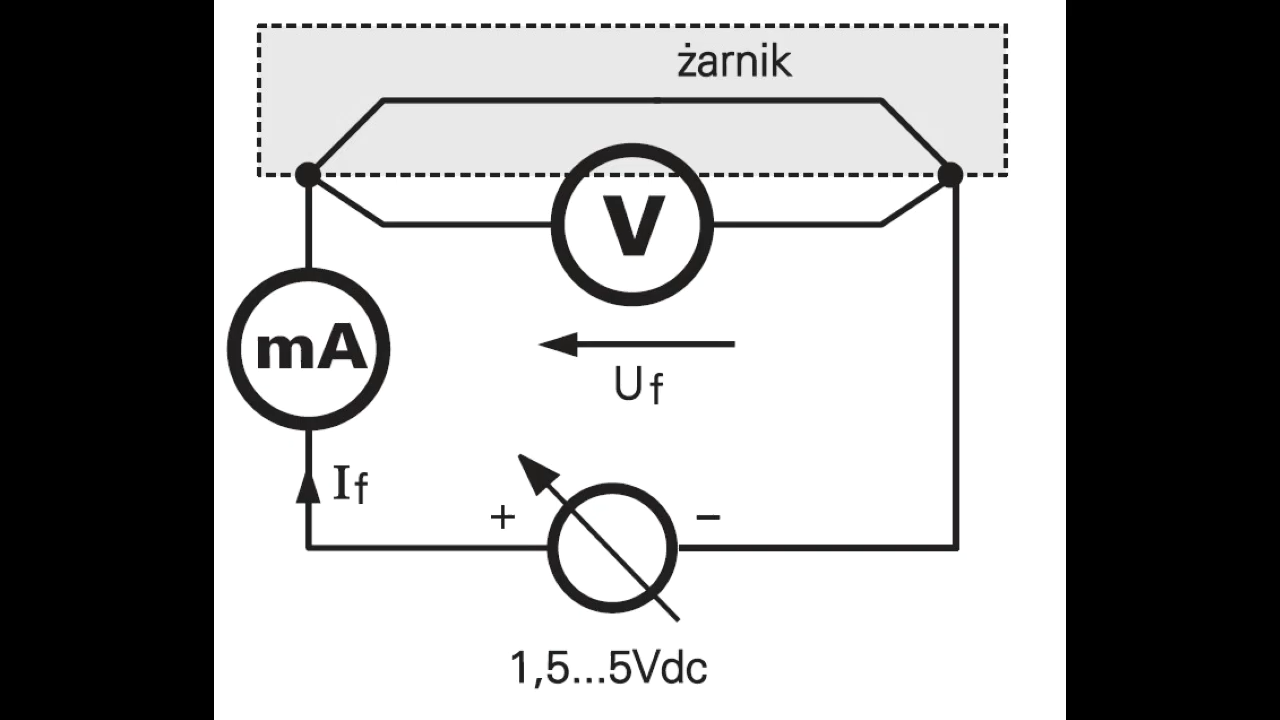 żarnik
V
mA
Uf
If
+ −
1,5...5Vdc